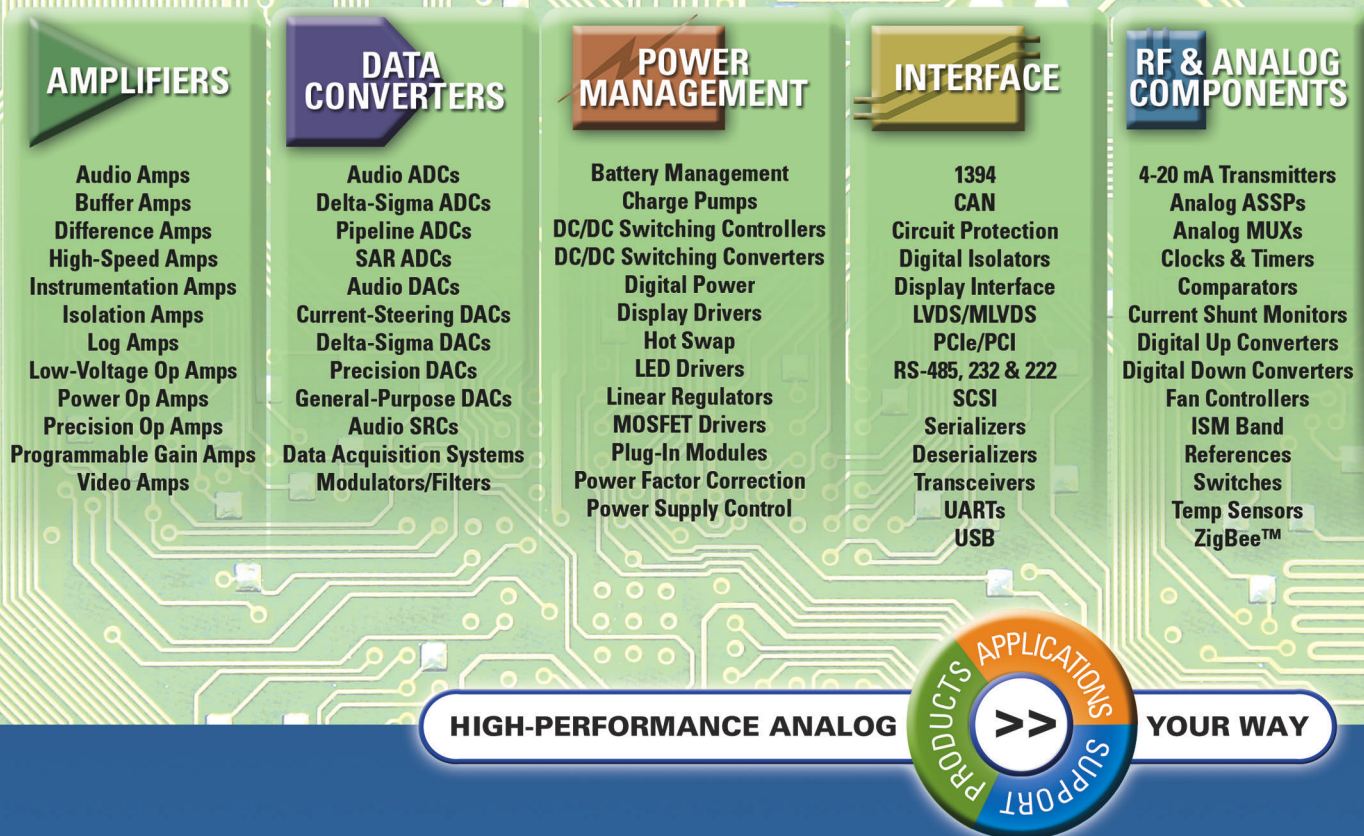 AMPLIFIERS
Audio Amps
Buffer Amps
Difference Amps
High-Speed Amps
Instrumentation Amps
Isolation Amps
Log Amps
Low-Voltage Op Amps
Power Op Amps
Precision Op Amps
Programmable Gain Amps
Video Amps
DATA
CONVERTERS
Audio ADCs
Delta-Sigma ADCs
Pipeline ADCs
SAR ADCs
Audio DACs
Current-Steering DACs
Delta-Sigma DACs
Precision DACs
General-Purpose DACs
Audio SRCs
Data Acquisition Systems
Modulators/Filters
POWER
MANAGEMENT
Battery Management
Charge Pumps
DC/DC Switching Controllers
DC/DC Switching Converters
Digital Power
Display Drivers
Hot Swap
LED Drivers
Linear Regulators
MOSFET Drivers
Plug-In Modules
Power Factor Correction
Power Supply Control
INTERFACE
1394
CAN
Circuit Protection
Digital Isolators
Display Interface
LVDS/MLVDS
PCIe/PCI
RS-485, 232 & 222
SCSI
Serializers
Deserializers
Transceivers
UARTs
USB
RF & ANALOG
COMPONENTS
4-20 mA Transmitters
Analog ASSPs
Analog MUXs
Clocks & Timers
Comparators
Current Shunt Monitors
Digital Up Converters
Digital Down Converters
Fan Controllers
ISM Band
References
Switches
Temp Sensors
ZigBee™
HIGH-PERFORMANCE ANALOG >> YOUR WAY
PRODUCTS
APPLICATIONS
SUPPORT